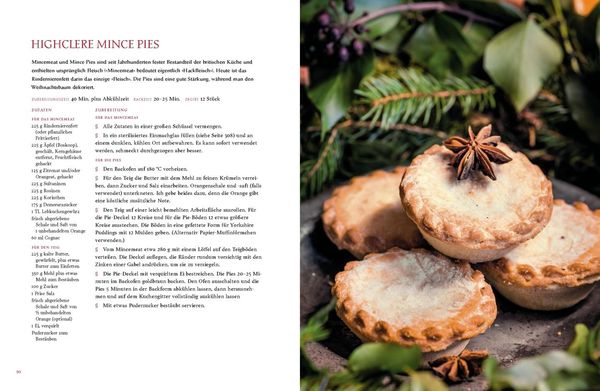 HIGHCLERE MINCE PIES
Mincemeat und Mince Pies sind seit Jahrhunderten fester Bestandteil der britischen Küche und
enthielten ursprünglich Fleisch (»Mincemeat« bedeutet eigentlich »Hackfleisch«). Heute ist das
Rindernierenfett darin das einzige »Fleisch«. Die Pies sind eine gute Stärkung, während man den
Weihnachtsbaum dekoriert.
ZUBEREITUNGSZEIT 40 Min. plus Abkühlzeit BACKZEIT 20–25 Min. ERGIBT 12 Stück
ZUTATEN
FÜR DAS MINCEMEAT
225 g Rindernierenfett
(oder pflanzliches
Frittierfett)
225 g Äpfel (Boskop),
geschält, Kerngehäuse
entfernt, Fruchtfleisch
gehackt
125 g Zitronat und/oder
Orangeat, gehackt
225 g Sultaninen
225 g Rosinen
225 g Korinthen
275 g Demerarazucker
1 TL Lebkuchengewürz
frisch abgeriebene
Schale und Saft von
1 unbehandelten Orange
60 ml Cognac
FÜR DEN TEIG
225 g kalte Butter,
gewürfelt, plus etwas
Butter zum Einfetten
350 g Mehl plus etwas
Mehl zum Bestäuben
100 g Zucker
1 Prise Salz
frisch abgeriebene
Schale und Saft von
½ unbehandelten
Orange (optional)
1 Ei, verquirlt
Puderzucker zum
Bestäuben
ZUBEREITUNG
FÜR DAS MINCEMEAT
§ Alle Zutaten in einer großen Schüssel vermengen.
§ In ein sterilisiertes Einmachglas füllen (siehe Seite 308) und an
einem dunklen, kühlen Ort aufbewahren. Es kann sofort verwendet
werden, schmeckt durchgezogen aber besser.
FÜR DIE PIES
§ Den Backofen auf 180 °C vorheizen.
§ Für den Teig die Butter mit dem Mehl zu feinen Krümeln verrei-
ben, dann Zucker und Salz einarbeiten. Orangenschale und -saft (falls
verwendet) unterheben. Ich gebe beides dazu, denn die Orange gibt
eine köstliche zusätzliche Note.
§ Den Teig auf einer leicht bemehlten Arbeitsfläche ausrollen. Für
die Pie-Deckel 12 Kreise und für die Pie-Böden 12 etwas größere
Kreise ausstechen. Die Böden in eine gefettete Form für Yorkshire
Puddings mit 12 Mulden geben. (Alternativ Papier-Muffinförmchen
verwenden.)
§ Vom Mincemeat etwa 280 g mit einem Löffel auf den Teigböden
verteilen. Die Deckel auflegen, die Ränder rundum vorsichtig mit den
Zinken einer Gabel andrücken, um sie zu versiegeln.
§ Die Pie-Deckel mit verquirltem Ei bestreichen. Die Pies 20–25 Mi-
nuten im Backofen goldbraun backen. Den Ofen ausschalten und die
Pies 5 Minuten in der Backform abkühlen lassen, dann herausneh-
men und auf dem Kuchengitter vollständig auskühlen lassen
§ Mit etwas Puderzucker bestäubt servieren.